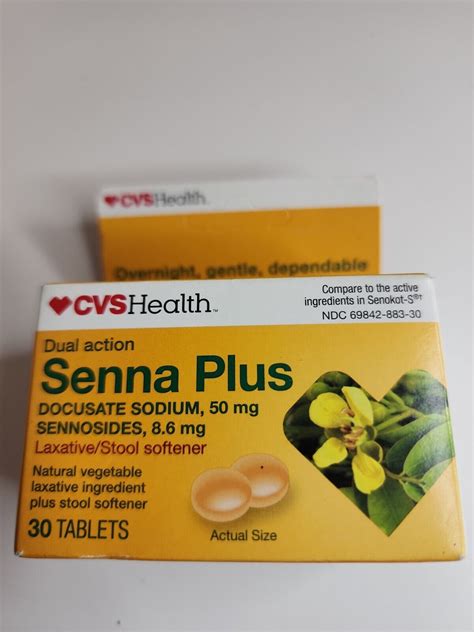 CVSHealth.
Overnight, gentle, dependable
CVSHealth™
Compare to the active
ingredients in Senokot-S®†
NDC 69842-883-30
Dual action
Senna Plus
DOCUSATE SODIUM, 50 mg
SENNOSIDES, 8.6 mg
Laxative/Stool softener
Natural vegetable
laxative ingredient
plus stool softener
30 TABLETS
Actual Size